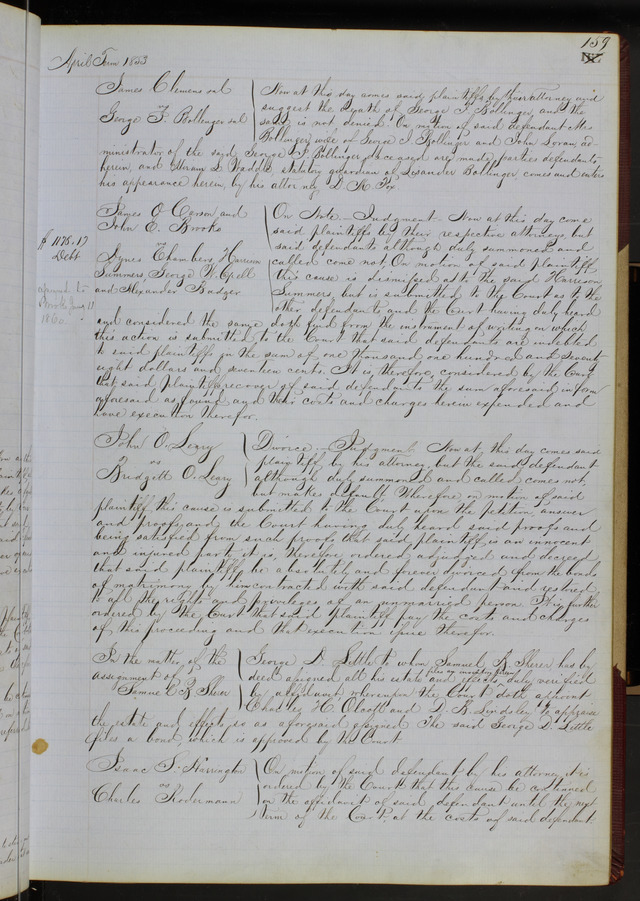 159
April Term 1853
James Clemens et al
George T. Bollinger et al
Now at this day comes said plaintiffs by their attorney and
suggest the death of George T. Bollinger, and the
same is not denied. On motion of said defendant
Bollinger, wife of George T. Bollinger and John Doran, ad-
ministrator of the said George T. Bollinger, deceased are made parties defendants
herein, and Hiram S. Waddle, statutory guardian of Lesander Bollinger comes and enters
his appearance herein, by his attorney, D. A. Fox
James O. Carson and
John E. Brooks
Agnes Chambers Harrison
Summers George W. Grill
and Alexander Badger
$1178.17
Debt
On Note — Judgment — Now at this day come
said plaintiffs by their respective attorneys, but
said defendants although duly summoned and
called come not. On motion of said plaintiff
this cause is dismissed as to the said Harrison
Summers, but is submitted to the Court as to the
other defendants and the Court having duly heard
and considered the same doth find from the instrument of writing on which
this action is submitted to the Court that said defendants are indebted
to said plaintiffs in the sum of one thousand one hundred and seventy
eight dollars and seventeen cents. It is therefore, considered by the Court
that said plaintiffs recover of said defendants the sum aforesaid in form
aforesaid as found, and their costs and charges herein expended and
have execution therefor.
John O. Leary
vs
Bridgitt O. Leary
Divorce — Judgment Now at this day comes said
plaintiff by his attorney, but the said defendant
although duly summoned and called comes not,
but makes default. Wherefore, on motion of said
plaintiff this cause is submitted to the Court upon the petition answer
and proofs, and the Court having duly heard said proofs and
being satisfied from such proofs that said plaintiff is an innocent
and injured party it is, therefore ordered adjudged and decreed
that said plaintiff be absolutely and forever divorced from the bonds
of matrimony by him contracted with said defendant and restored
to all the rights and privileges of an unmarried person. It is further
ordered by the Court that said plaintiff pay the costs and charges
of this proceeding and that execution issue therefor.
In the matter of the
assignment of
Samuel R Sherer
George D. Little to whom Samuel R. Sherer has by
deed assigned all his estate and effects, duly verified
by whereupon the Court doth appoint
Charley H. and D. R. Lindsley to appraise
the estate and effects so as aforesaid assigned. The said George D. Little
files a bond, which is approved by the Court
Isaac S. Warrington
vs
Charles Rodermann
On motion of said defendant by his attorney it is
ordered by the Court that this cause be continued
on the affidavit of said defendant until the next
term of the Court at the costs of said defendant